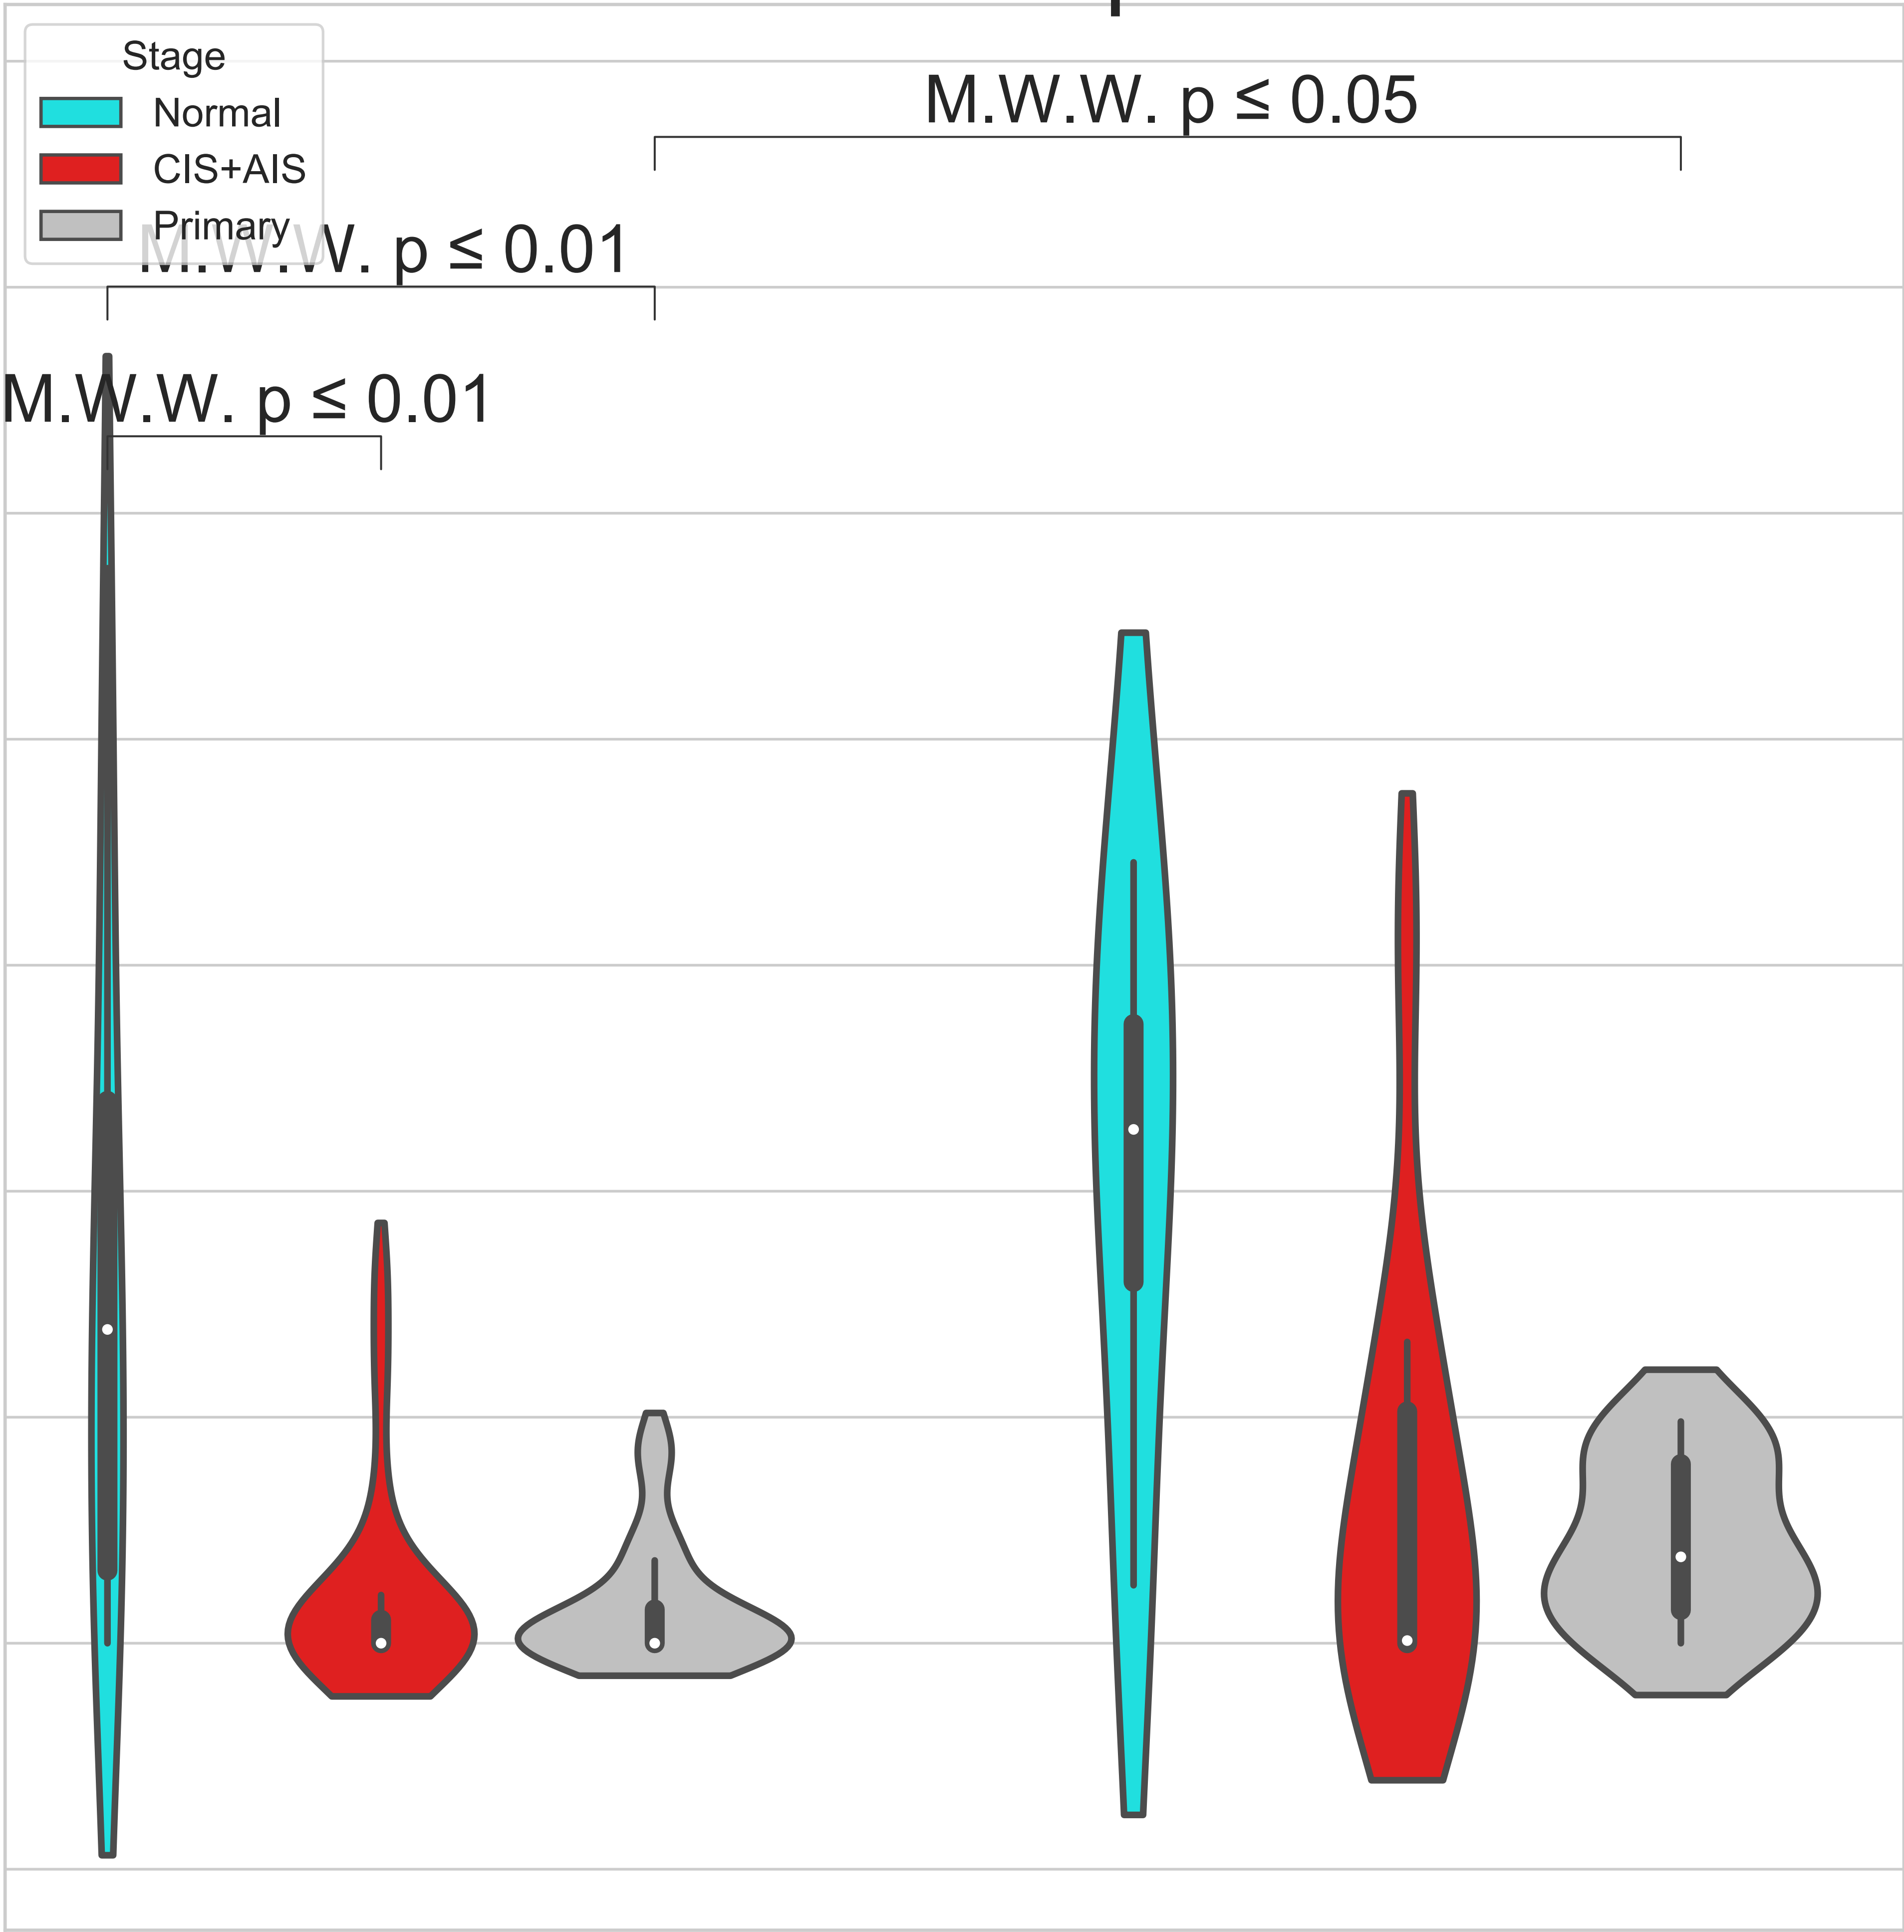 Stage
Normal
CIS+AIS
Primary
M.W.W. p ≤ 0.05
M.W.W. p ≤ 0.01
M.W.W. p ≤ 0.01